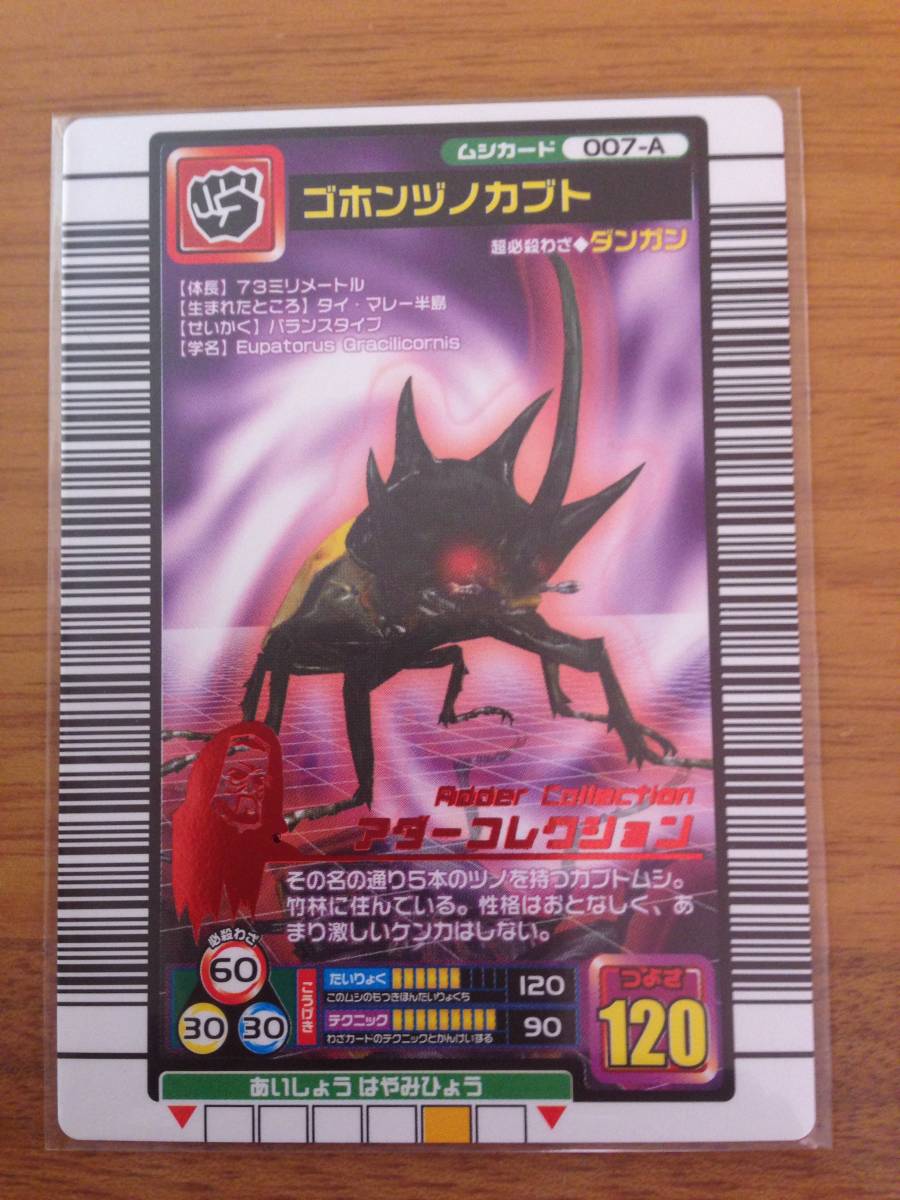 ムシカード 007-A
ゴホンヅノカブト
超必殺わざ◆ダンガン
【体長】73ミリメートル
【生まれたところ】タイ・マレー半島
【せいかく】バランスタイプ
【学名】Eupatorus Gracilicornis
Adder Collection
アダーコレクション
その名の通り5本のツノを持つカブトムシ。
竹林に住んでいる。性格はおとなしく、あ
まり激しいケンカはしない。
必殺わざ
60
30 30
こうげき
たいりょく 120
このムシのもつきほんたいりょくち
テクニック 90
わざカードのテクニックとかんけいする
つよさ
120
あいしょう はやみひょう